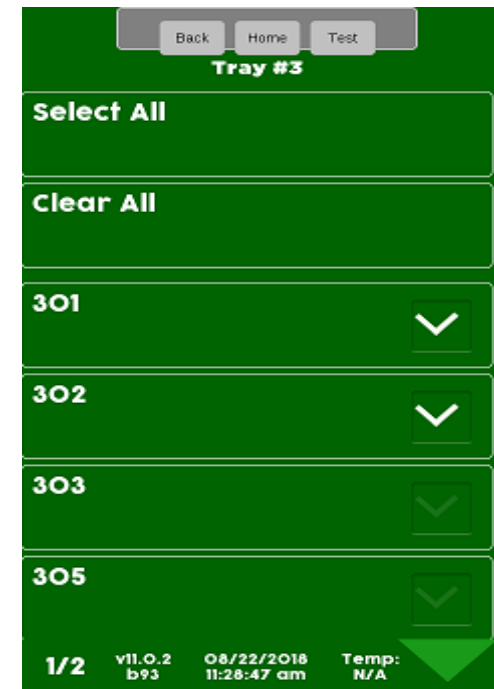 Back Home Test
Tray #3
Select All
Clear All
301
302
303
305
1/2 v11.0.2 08/22/2018 Temp:
b93 11:28:47 am N/A